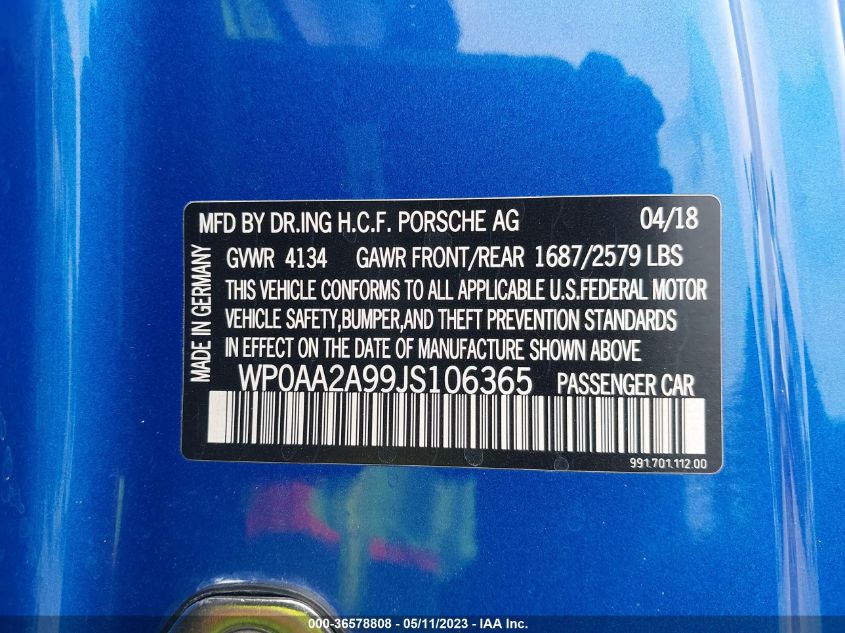 MFD BY DR.ING H.C.F. PORSCHE AG 04/18
GVWR 4134 GAWR FRONT/REAR 1687/2579 LBS
THIS VEHICLE CONFORMS TO ALL APPLICABLE U.S.FEDERAL MOTOR
VEHICLE SAFETY,BUMPER,AND THEFT PREVENTION STANDARDS
IN EFFECT ON THE DATE OF MANUFACTURE SHOWN ABOVE
MADE IN GERMANY
WP0AA2A99JS106365 PASSENGER CAR
991.701.112.00
000-36578808 - 05/11/2023 - IAA Inc.